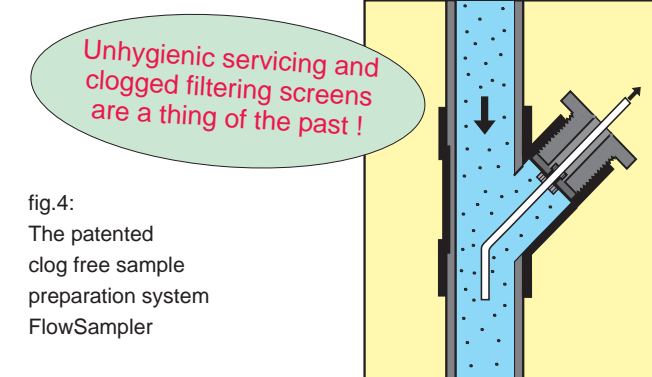 Unhygienic servicing and
clogged filtering screens
are a thing of the past !
fig.4:
The patented
clog free sample
preparation system
FlowSampler